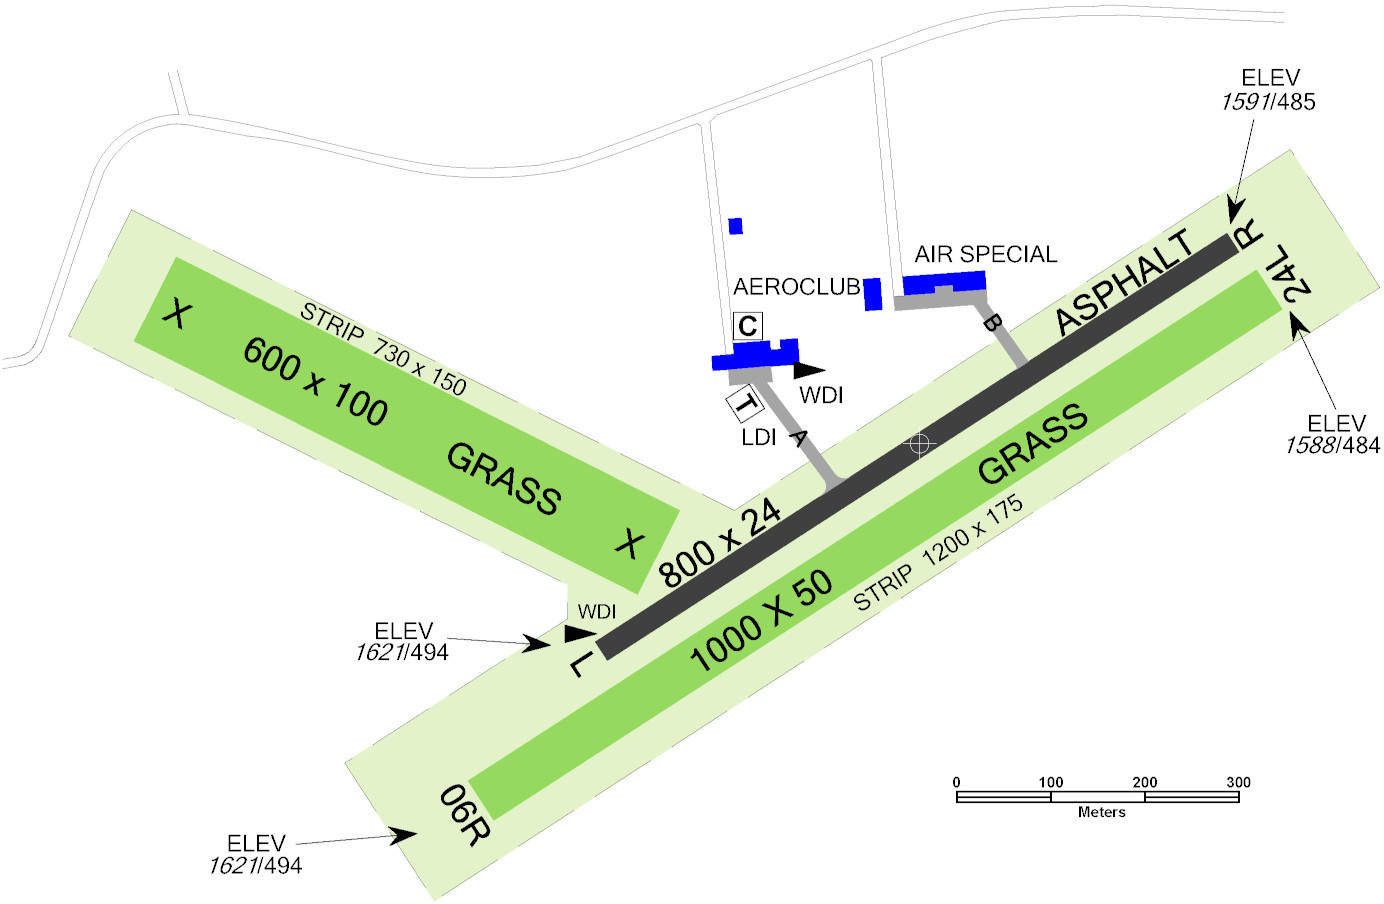 ELEV
1591/485
R
24L
ASPHALT
AIR SPECIAL
AEROCLUB
B
C
STRIP 730 x 150
X
600 x 100
GRASS
X
WDI
T
LDI
A
ELEV
1588/484
GRASS
800 x 24
STRIP 1200 x 175
1000 X 50
WDI
ELEV
1621/494
L
06R
ELEV
1621/494
0 100 200 300
Meters